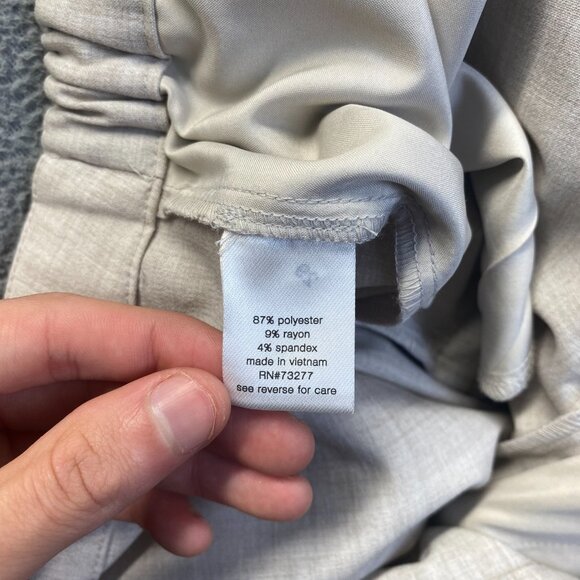 87% polyester
9% rayon
4% spandex
made in vietnam
RN#73277
see reverse for care